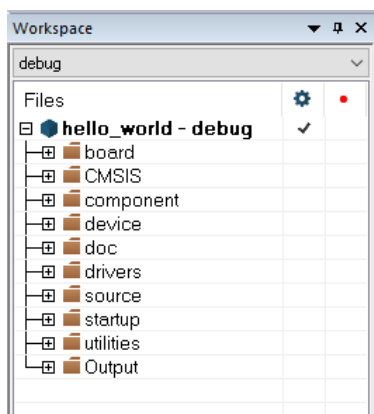 Workspace
debug
Files
hello_world - debug
board
CMSIS
component
device
doc
drivers
source
startup
utilities
Output